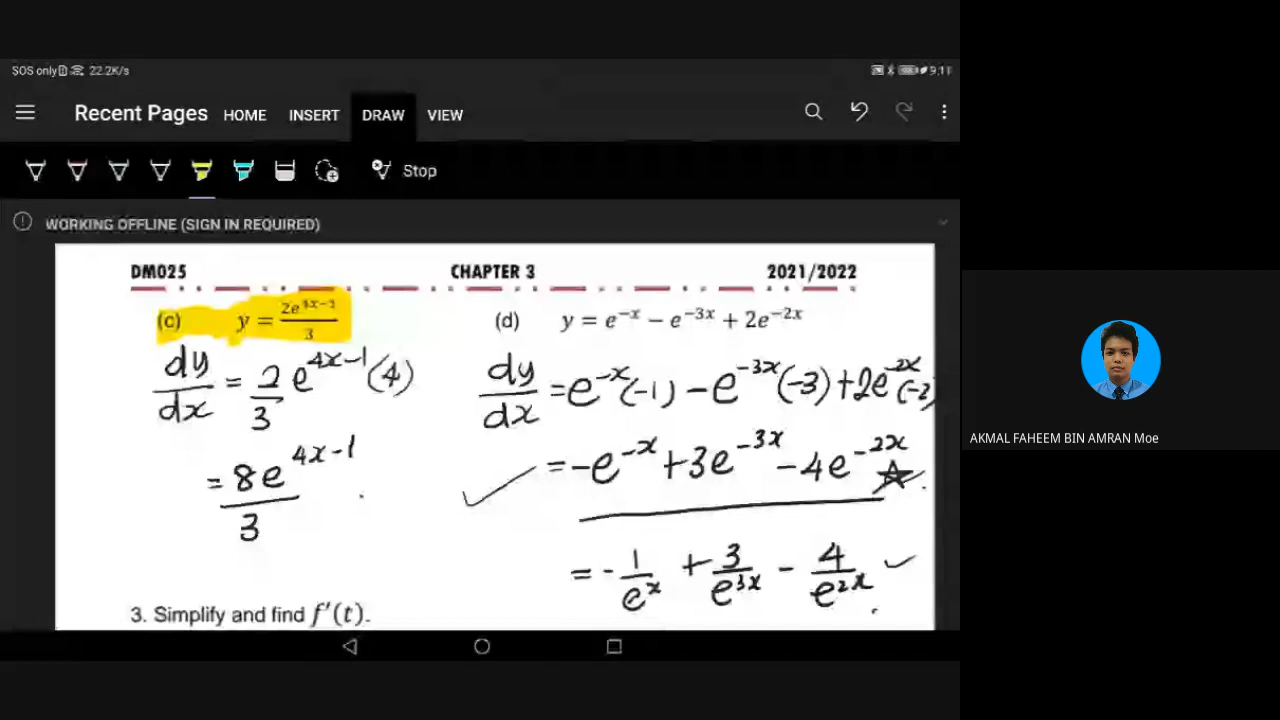 SOS only 22.2K/s 9:11
Recent Pages HOME INSERT DRAW VIEW
Stop
WORKING OFFLINE (SIGN IN REQUIRED)
DM025 CHAPTER 3 2021/2022
(c) y = 2e^{4x-1}/3
dy/dx = 2/3 e^{4x-1} (4)
= 8e^{4x-1}/3
(d) y = e^{-x} − e^{-3x} + 2e^{-2x}
dy/dx = e^{-x}(-1) - e^{-3x}(-3) + 2e^{-2x}(-2)
= -e^{-x} + 3e^{-3x} - 4e^{-2x}
= - 1/e^{x} + 3/e^{3x} - 4/e^{2x}
3. Simplify and find f'(t).
AKMAL FAHEEM BIN AMRAN Moe